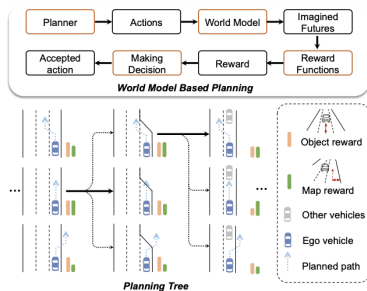 Planner
Actions
World Model
Imagined
Futures
Accepted
action
Making
Decision
Reward
Reward
Functions
World Model Based Planning
Object reward
Map reward
Other vehicles
Ego vehicle
Planned path
Planning Tree